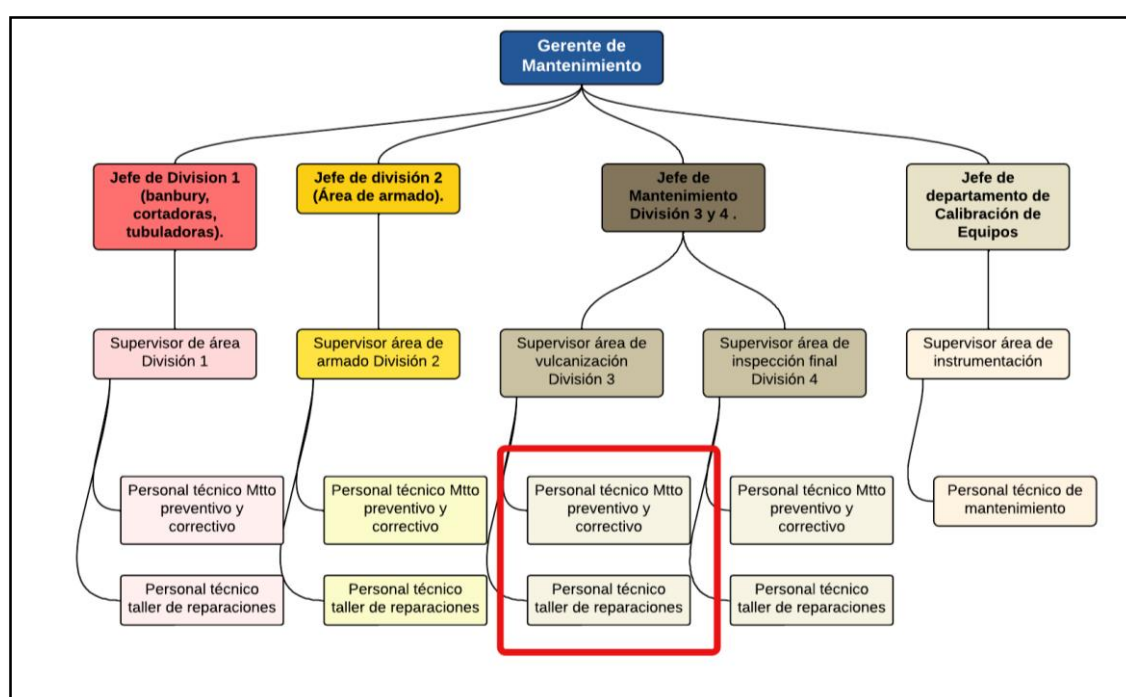 Gerente de
Mantenimiento
Jefe de Division 1
(banbury,
cortadoras,
tubuladoras).
Jefe de división 2
(Área de armado).
Jefe de
Mantenimiento
División 3 y 4 .
Jefe de
departamento de
Calibración de
Equipos
Supervisor de área
División 1
Supervisor área de
armado División 2
Supervisor área de
vulcanización
División 3
Supervisor área de
inspección final
División 4
Supervisor área
de instrumentación
Personal técnico Mtto
preventivo y
correctivo
Personal técnico Mtto
preventivo y
correctivo
Personal técnico Mtto
preventivo y
correctivo
Personal técnico Mtto
preventivo y
correctivo
Personal técnico de
mantenimiento
Personal técnico
taller de reparaciones
Personal técnico
taller de reparaciones
Personal técnico
taller de reparaciones
Personal técnico
taller de reparaciones